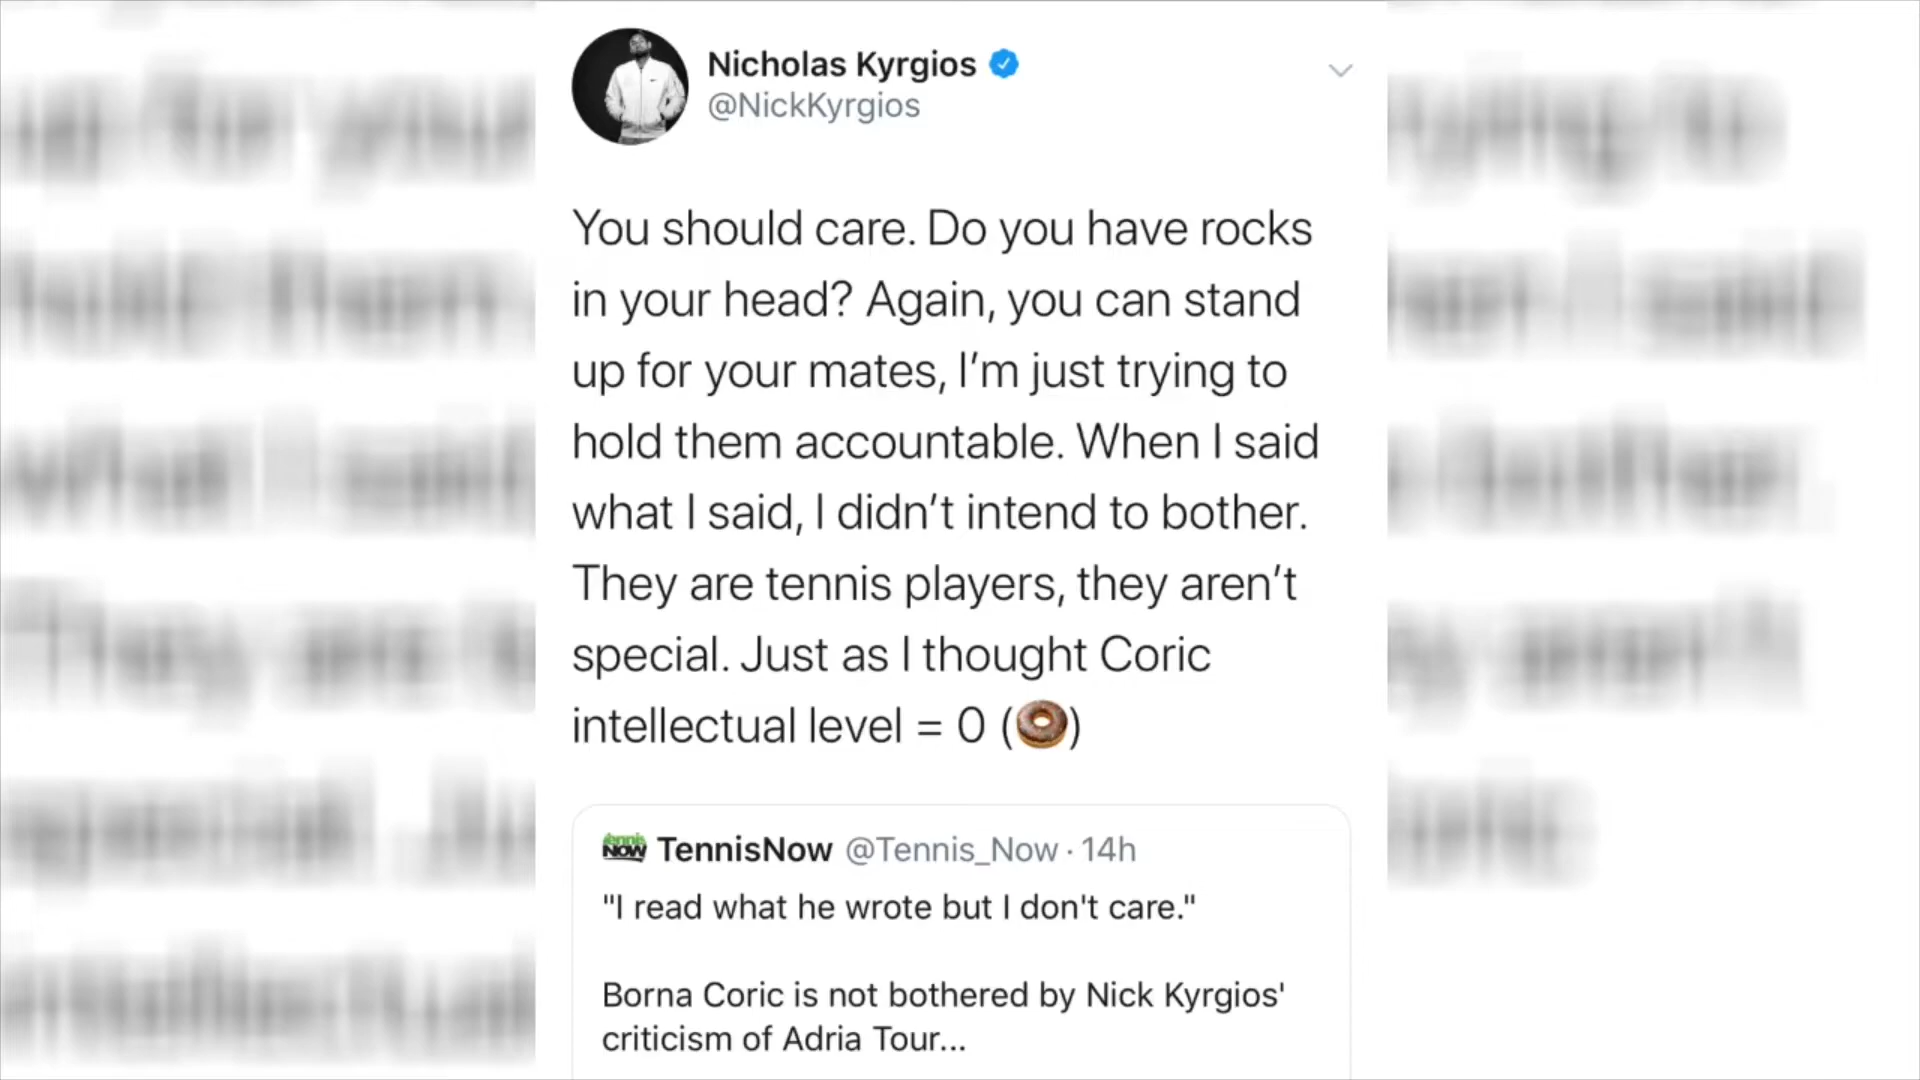 Nicholas Kyrgios
@NickKyrgios
You should care. Do you have rocks
in your head? Again, you can stand
up for your mates, I’m just trying to
hold them accountable. When I said
what I said, I didn’t intend to bother.
They are tennis players, they aren’t
special. Just as I thought Coric
intellectual level = 0 (🍩)
tennis
NOW
TennisNow @Tennis_Now · 14h
"I read what he wrote but I don't care."
Borna Coric is not bothered by Nick Kyrgios'
criticism of Adria Tour...